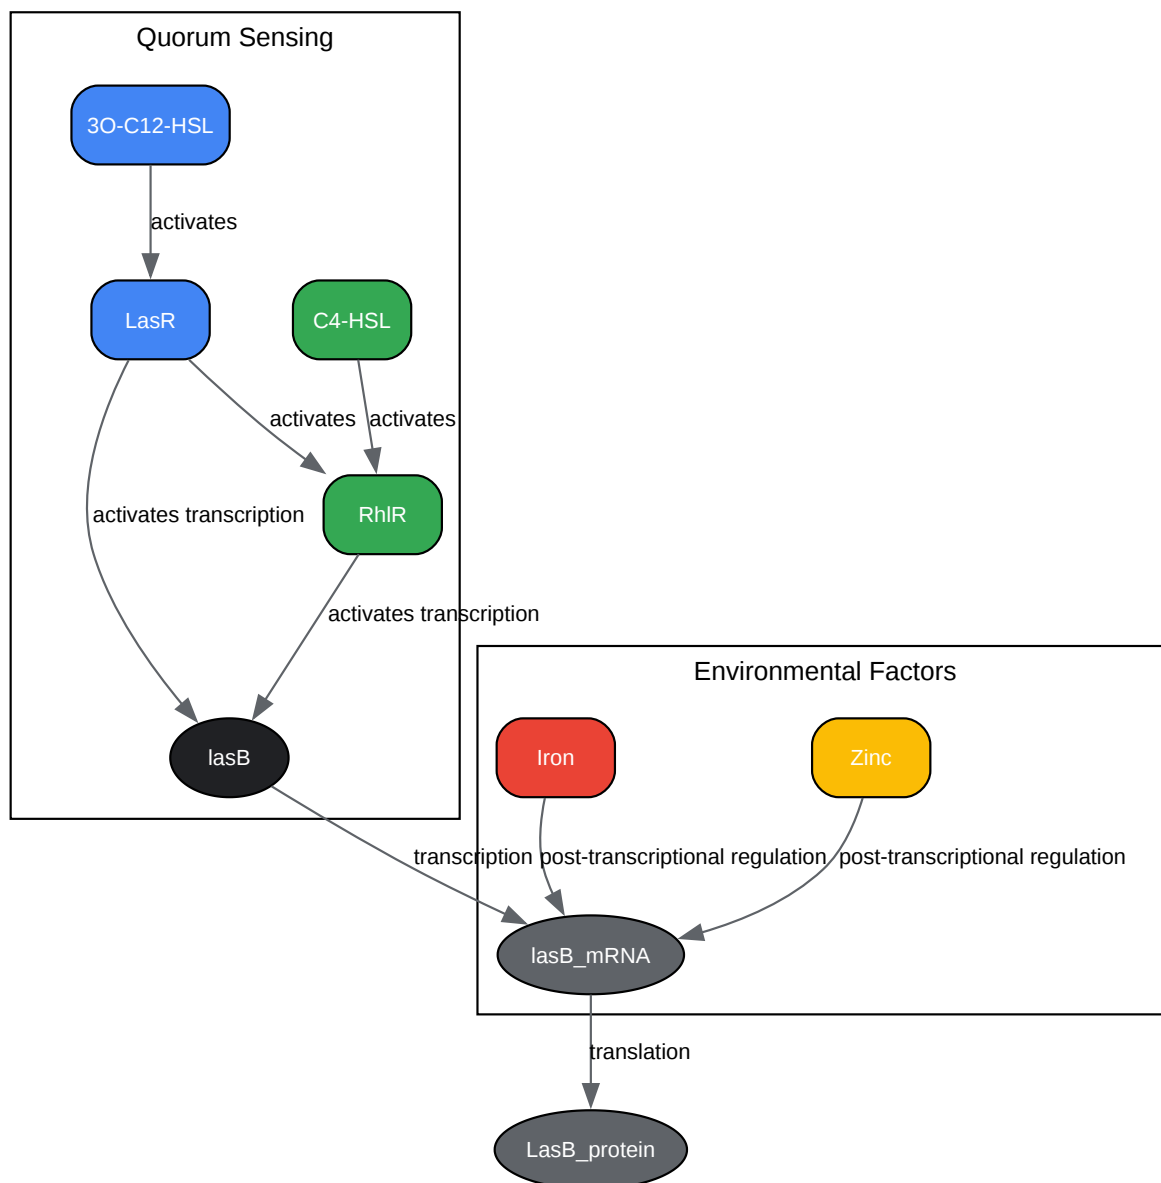 Quorum Sensing
3O-C12-HSL
activates
LasR
C4-HSL
activates
activates
RhlR
activates transcription
activates transcription
Environmental Factors
lasB
Iron
Zinc
transcription
post-transcriptional regulation
post-transcriptional regulation
lasB_mRNA
translation
LasB_protein